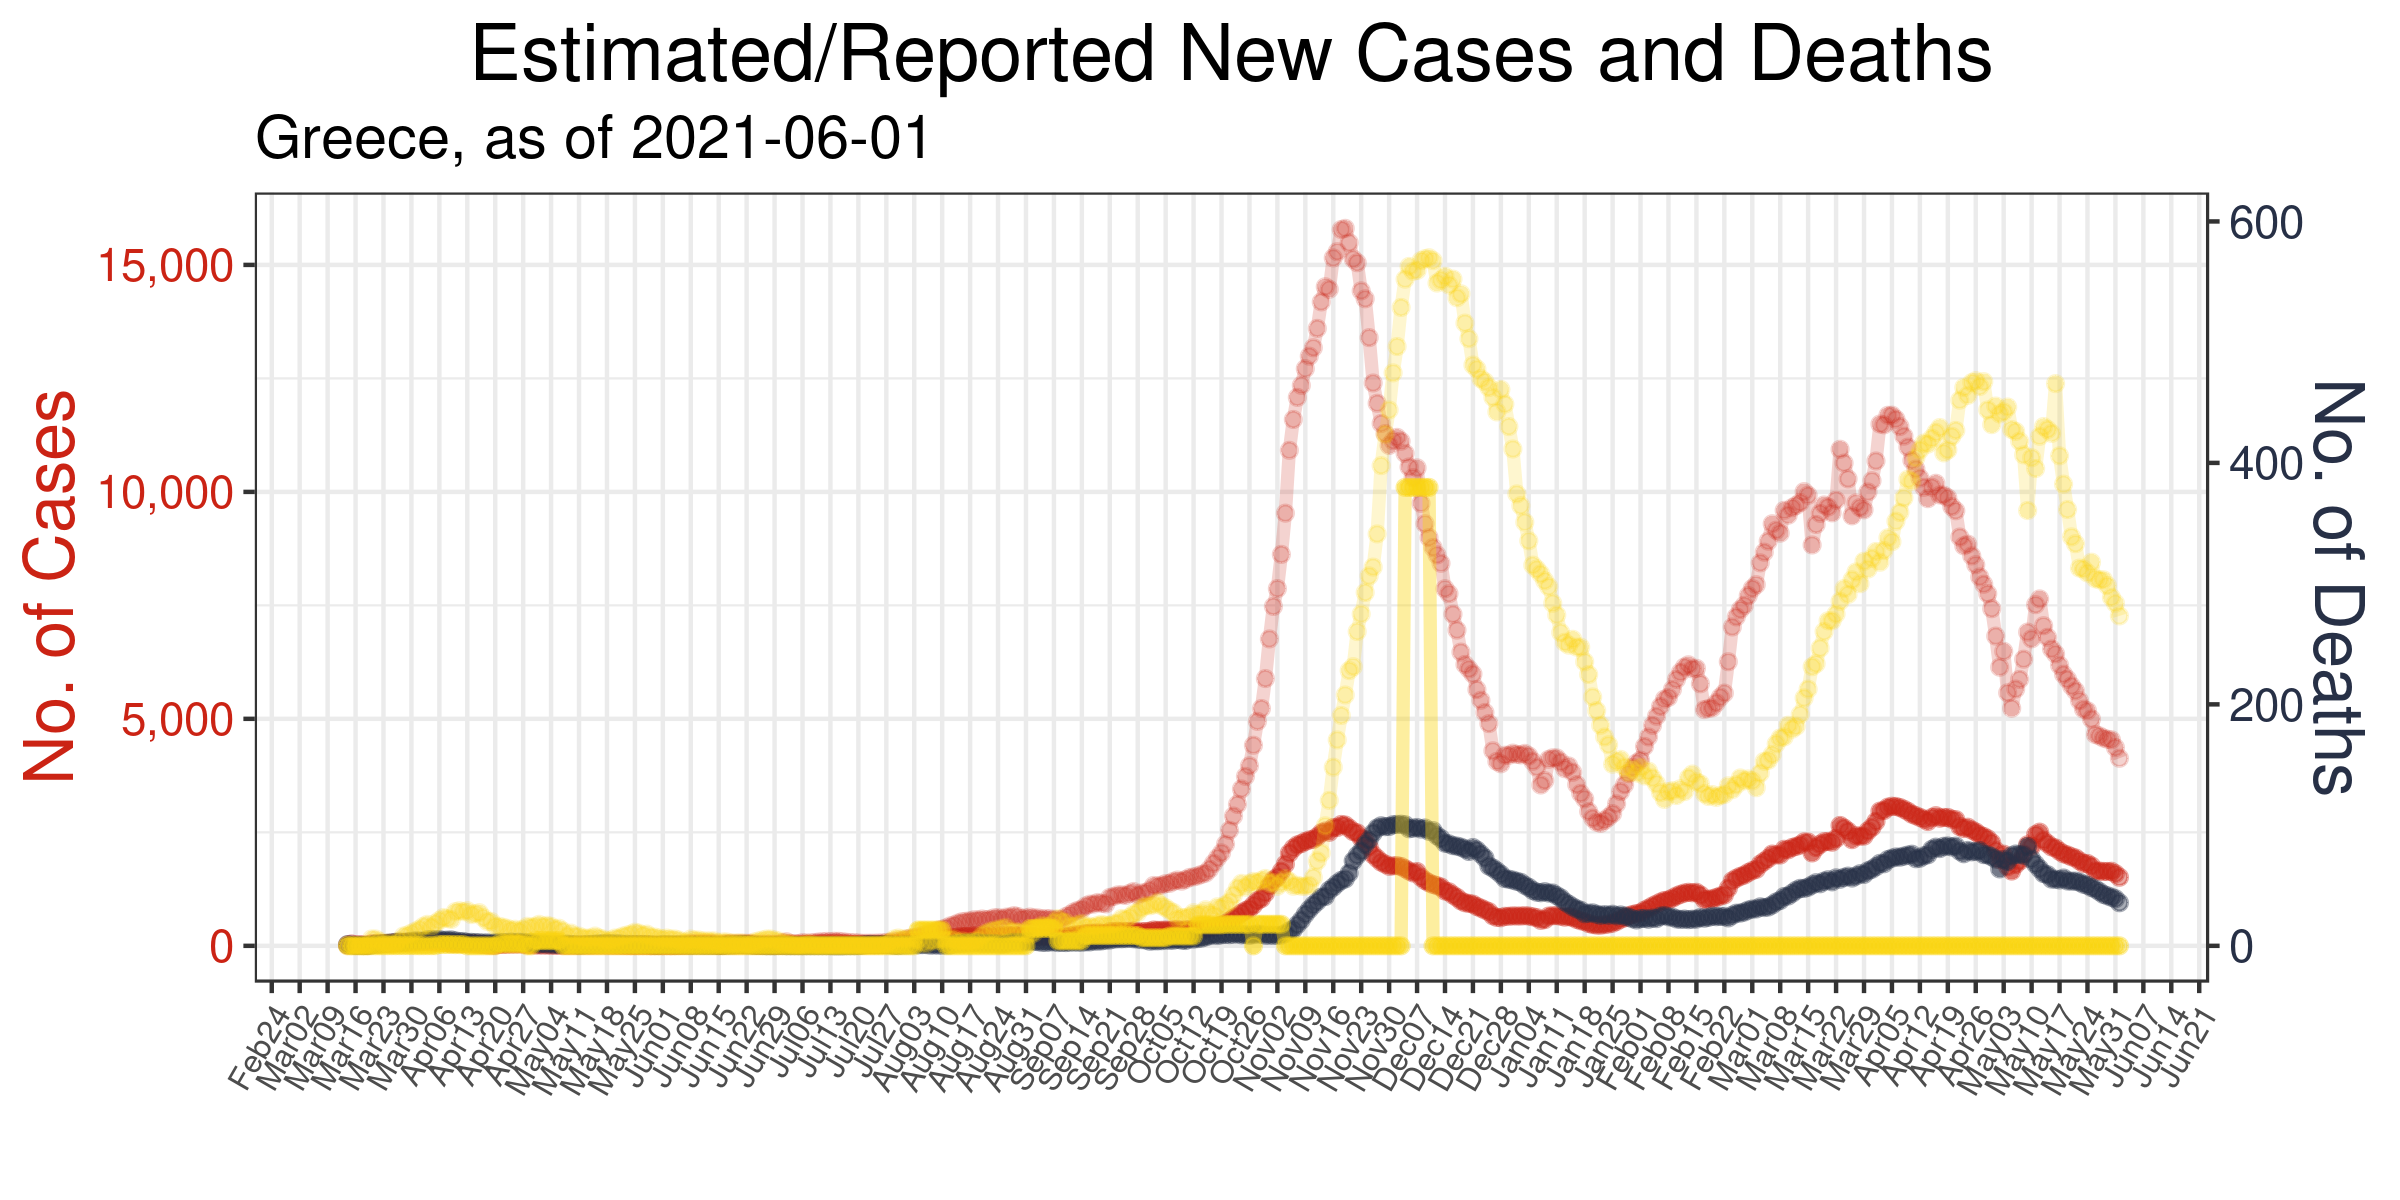 Estimated/Reported New Cases and Deaths
Greece, as of 2021-06-01
No. of Cases
15,000
10,000
5,000
0
600
400
200
0
No. of Deaths
Feb24
Mar02
Mar09
Mar16
Mar23
Mar30
Apr06
Apr13
Apr20
Apr27
May04
May11
May18
May25
Jun01
Jun08
Jun15
Jun22
Jun29
Jul06
Jul13
Jul20
Jul27
Aug03
Aug10
Aug17
Aug24
Aug31
Sep07
Sep14
Sep21
Sep28
Oct05
Oct12
Oct19
Oct26
Nov02
Nov09
Nov16
Nov23
Nov30
Dec07
Dec14
Dec21
Dec28
Jan04
Jan11
Jan18
Jan25
Feb01
Feb08
Feb15
Feb22
Mar01
Mar08
Mar15
Mar22
Mar29
Apr05
Apr12
Apr19
Apr26
May03
May10
May17
May24
May31
Jun07
Jun14
Jun21